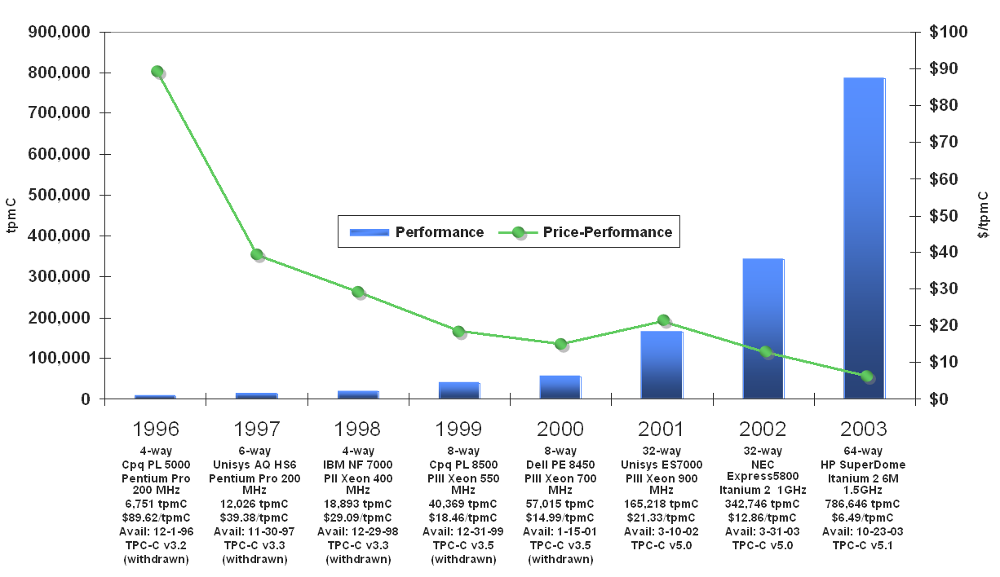 900,000
800,000
700,000
600,000
500,000
400,000
300,000
200,000
100,000
0
tpmC
$100
$90
$80
$70
$60
$50
$40
$30
$20
$10
$0
$/tpmC
Performance
Price-Performance
1996
4-way
Cpq PL 5000
Pentium Pro
200 MHz
6,751 tpmC
$89.62/tpmC
Avail: 12-1-96
TPC-C v3.2
(withdrawn)
1997
6-way
Unisys AQ HS6
Pentium Pro 200
MHz
12,026 tpmC
$39.38/tpmC
Avail: 11-30-97
TPC-C v3.3
(withdrawn)
1998
4-way
IBM NF 7000
PII Xeon 400
MHz
18,893 tpmC
$29.09/tpmC
Avail: 12-29-98
TPC-C v3.3
(withdrawn)
1999
8-way
Cpq PL 8500
PIII Xeon 550
MHz
40,369 tpmC
$18.46/tpmC
Avail: 12-31-99
TPC-C v3.5
(withdrawn)
2000
8-way
Dell PE 8450
PIII Xeon 700
MHz
57,015 tpmC
$14.99/tpmC
Avail: 1-15-01
TPC-C v3.5
(withdrawn)
2001
32-way
Unisys ES7000
PIII Xeon 900
MHz
165,218 tpmC
$21.33/tpmC
Avail: 3-10-02
TPC-C v5.0
2002
32-way
NEC
Express5800
Itanium 2 1GHz
342,746 tpmC
$12.86/tpmC
Avail: 3-31-03
TPC-C v5.0
2003
64-way
HP SuperDome
Itanium 2 6M
1.5GHz
786,646 tpmC
$6.49/tpmC
Avail: 10-23-03
TPC-C v5.1